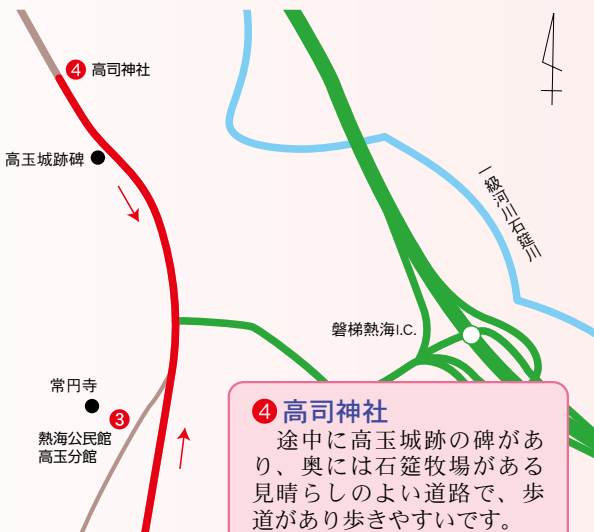 4 高司神社
高玉城跡碑
一級河川石筵川
磐梯熱海I.C.
常円寺
3
熱海公民館
高玉分館
4 高司神社
　途中に高玉城跡の碑があ
り、奥には石筵牧場がある
見晴らしのよい道路で、歩
道があり歩きやすいです。